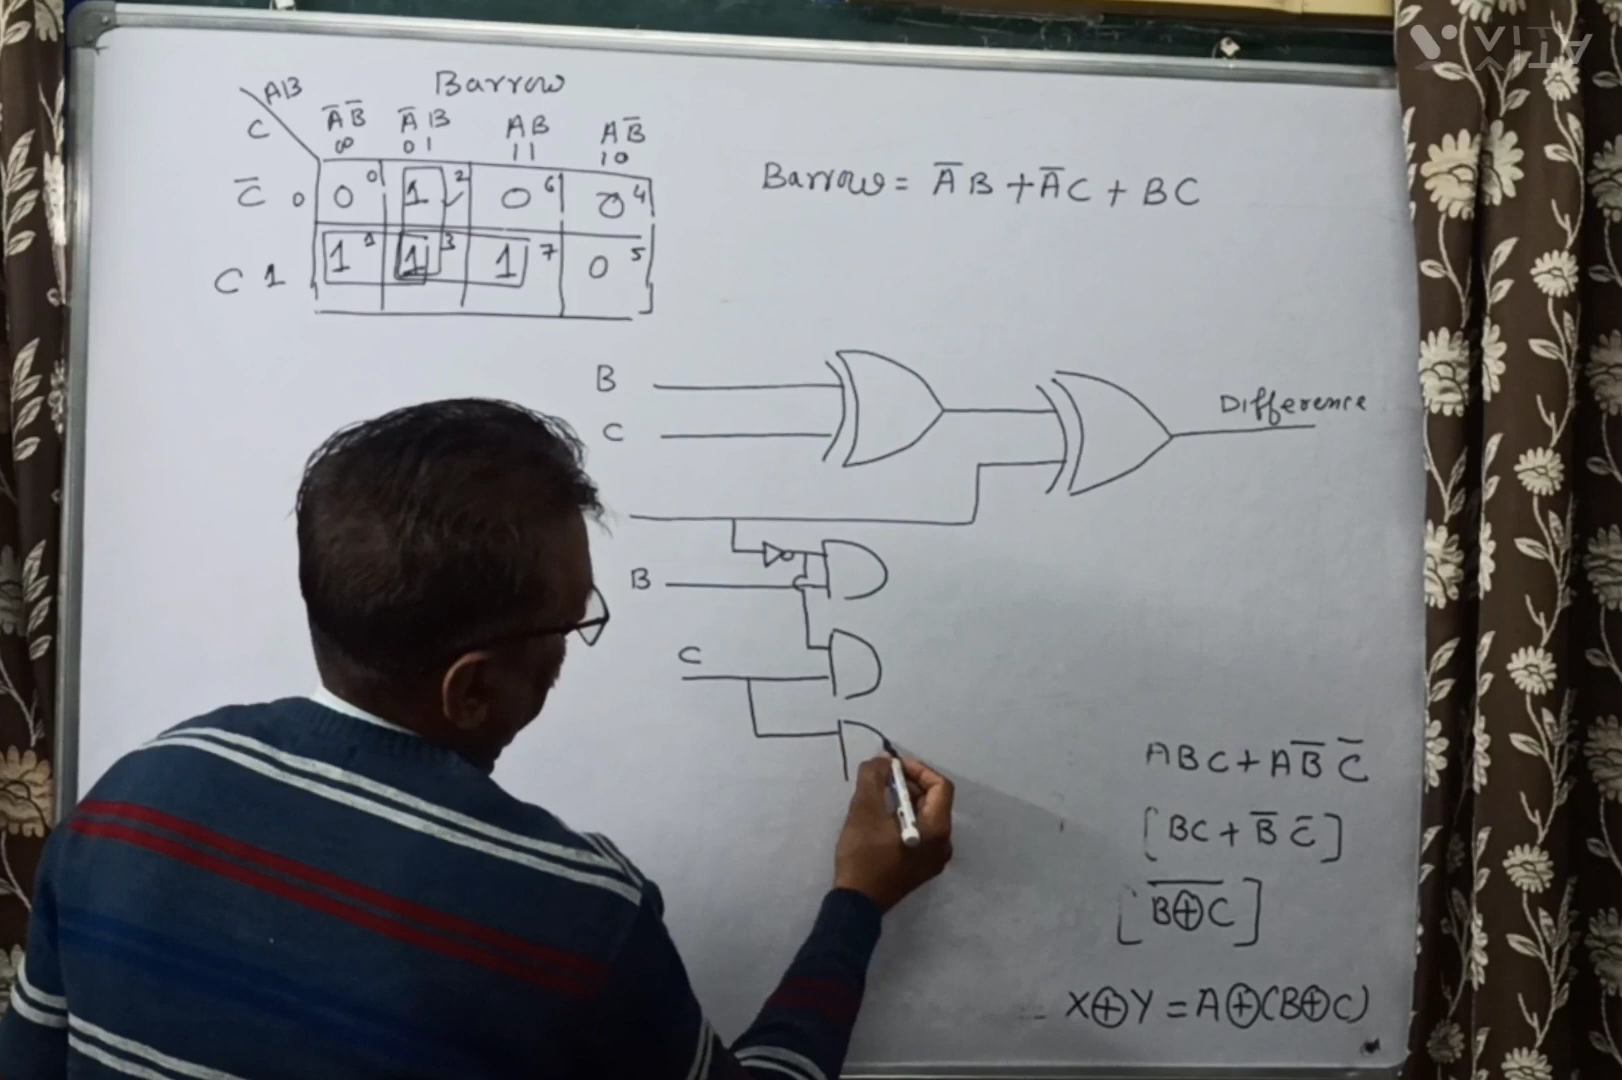 AB
Barrow
C
A̅B̅ A̅B AB AB̅
00 01 11 10
C̅ 0 0 0 1 2 0 6 0 4
C 1 1 1 1 3 1 7 0 5
Barrow = A̅B + A̅C + BC
B
C
Difference
B
C
ABC + AB̅ C̅
[BC + B̅ C̅]
[B⊕C]̅
X⊕Y = A⊕(B⊕C)